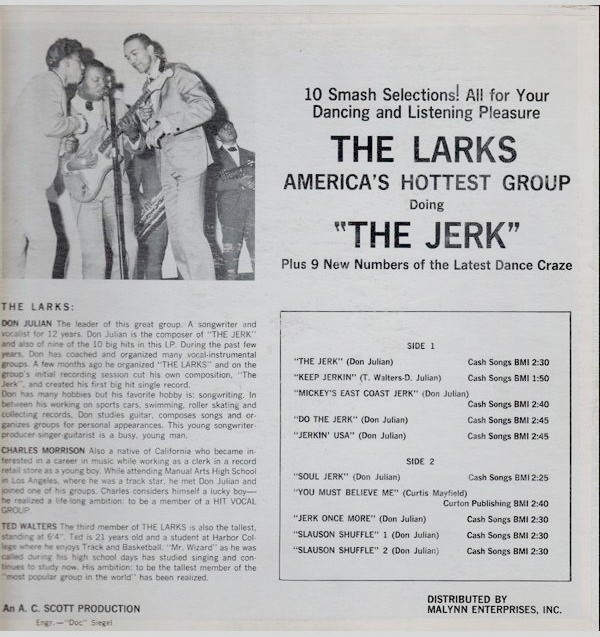 10 Smash Selections! All for Your
Dancing and Listening Pleasure
THE LARKS
AMERICA'S HOTTEST GROUP
Doing
"THE JERK"
Plus 9 New Numbers of the Latest Dance Craze
THE LARKS:
DON JULIAN The leader of this great group. A songwriter and
vocalist for 12 years. Don Julian is the composer of "THE JERK"
and also of nine of the 10 big hits in this LP. During the past few
years, Don has coached and organized many vocal-instrumental
groups. A few months ago he organized "THE LARKS" and on the
group's initial recording session cut his own composition, "The
Jerk", and created his first big hit single record.
Don has many hobbies but his favorite hobby is: songwriting. In
between his working on sports cars, swimming, roller skating and
collecting records, Don studies guitar, composes songs and or-
ganizes groups for personal appearances. This young songwriter-
producer-singer-guitarist is a busy, young man.
CHARLES MORRISON Also a native of California who became in-
terested in a career in music while working as a clerk in a record
retail store as a young boy. While attending Manual Arts High School
in Los Angeles, where he was a track star, he met Don Julian and
joined one of his groups. Charles considers himself a lucky boy—
he realized a life-long ambition: to be a member of a HIT VOCAL
GROUP.
TED WALTERS The third member of THE LARKS is also the tallest,
standing at 6'4". Ted is 21 years old and a student at Harbor Col-
lege where he enjoys Track and Basketball. "Mr. Wizard" as he was
called during his high school days has studied singing and con-
tinues to study now. His ambition: to be the tallest member of the
"most popular group in the world" has been realized.
An A. C. SCOTT PRODUCTION
Engr.—"Doc" Siegel
SIDE 1
"THE JERK" (Don Julian) Cash Songs BMI 2:30
"KEEP JERKIN" (T. Walters-D. Julian) Cash Songs BMI 1:50
"MICKEY'S EAST COAST JERK" (Don Julian)
Cash Songs BMI 2:40
"DO THE JERK" (Don Julian) Cash Songs BMI 2:45
"JERKIN' USA" (Don Julian) Cash Songs BMI 2:45
SIDE 2
"SOUL JERK" (Don Julian) Cash Songs BMI 2:25
"YOU MUST BELIEVE ME" (Curtis Mayfield)
Curton Publishing BMI 2:40
"JERK ONCE MORE" (Don Julian) Cash Songs BMI 2:30
"SLAUSON SHUFFLE" 1 (Don Julian) Cash Songs BMI 2:30
"SLAUSON SHUFFLE" 2 (Don Julian) Cash Songs BMI 2:30
DISTRIBUTED BY
MALYNN ENTERPRISES, INC.